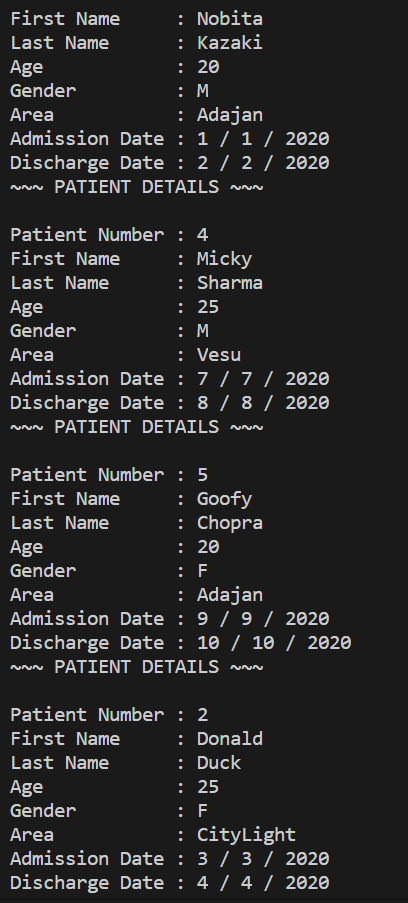 First Name     : Nobita
Last Name      : Kazaki
Age            : 20
Gender         : M
Area           : Adajan
Admission Date : 1 / 1 / 2020
Discharge Date : 2 / 2 / 2020
~~~ PATIENT DETAILS ~~~

Patient Number : 4
First Name     : Micky
Last Name      : Sharma
Age            : 25
Gender         : M
Area           : Vesu
Admission Date : 7 / 7 / 2020
Discharge Date : 8 / 8 / 2020
~~~ PATIENT DETAILS ~~~

Patient Number : 5
First Name     : Goofy
Last Name      : Chopra
Age            : 20
Gender         : F
Area           : Adajan
Admission Date : 9 / 9 / 2020
Discharge Date : 10 / 10 / 2020
~~~ PATIENT DETAILS ~~~

Patient Number : 2
First Name     : Donald
Last Name      : Duck
Age            : 25
Gender         : F
Area           : CityLight
Admission Date : 3 / 3 / 2020
Discharge Date : 4 / 4 / 2020